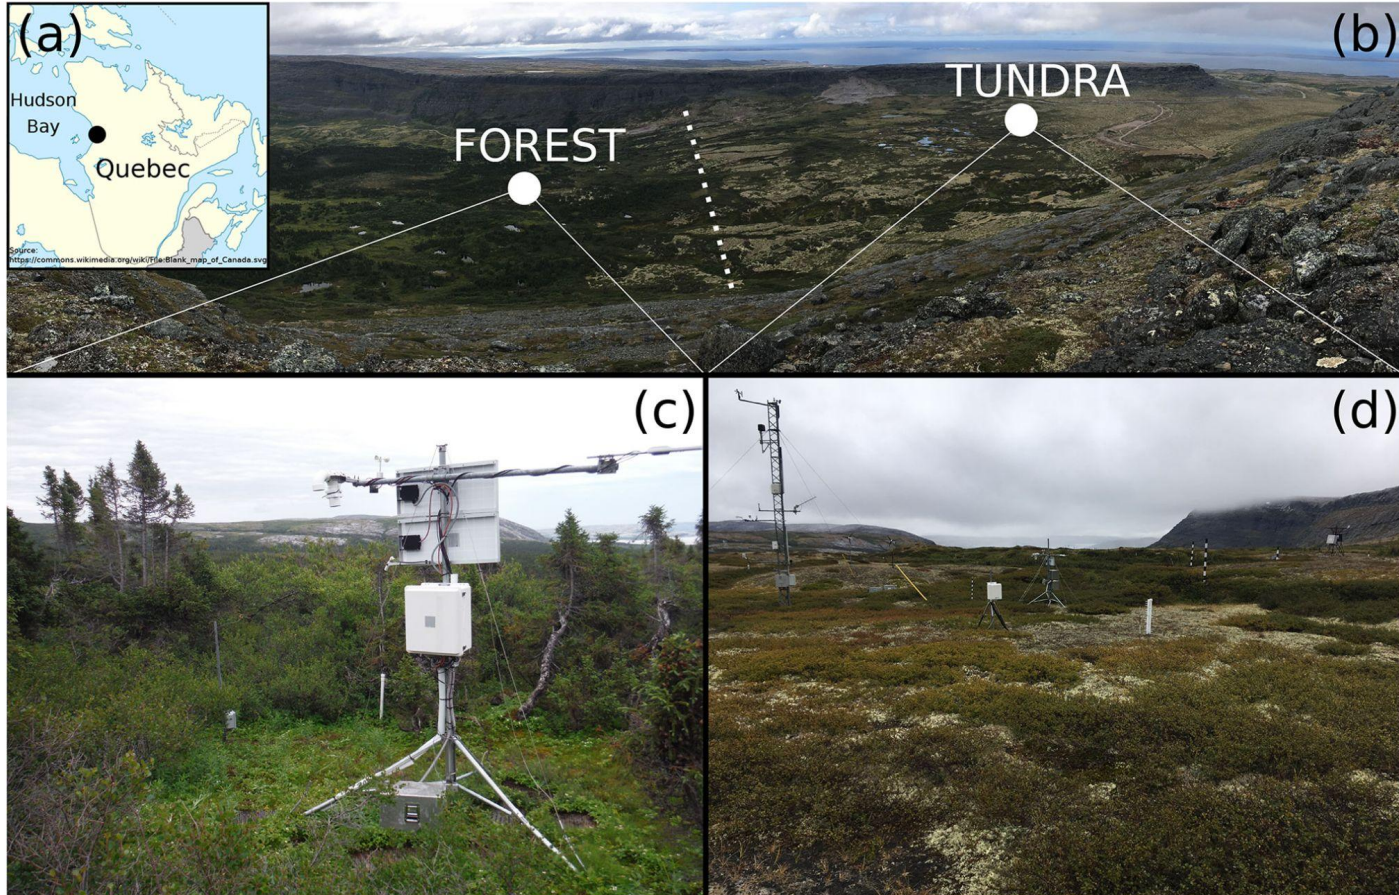 (a)
Hudson
Bay
Quebec
Source:
https://commons.wikimedia.org/wiki/File:Blank_map_of_Canada.svg
(b)
FOREST
TUNDRA
(c)
(d)